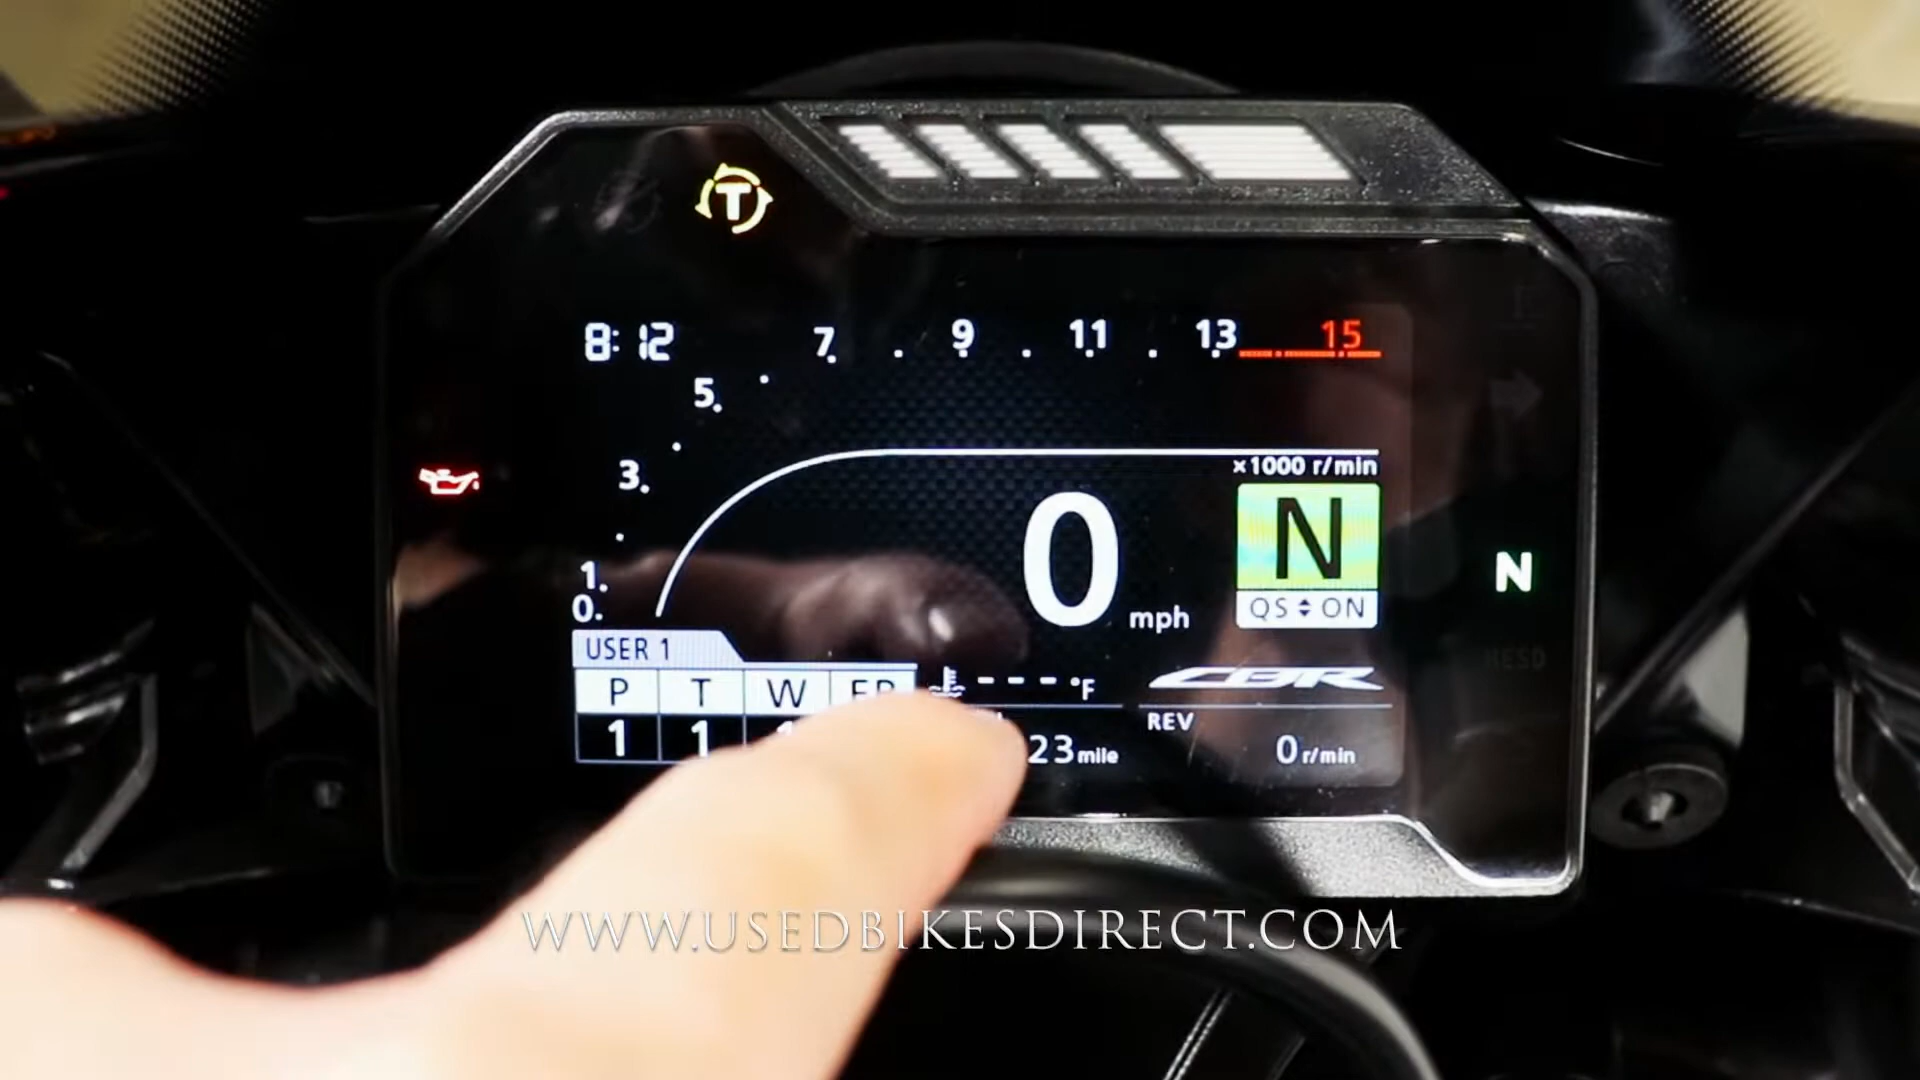 T
8:12
7 9 11 13 15
5
3
×1000 r/min
N
1
0
0 mph
QS ON
N
USER 1
P T W
°F
CBR
1 1
23 mile
REV
0 r/min
WWW.USEDBIKESDIRECT.COM